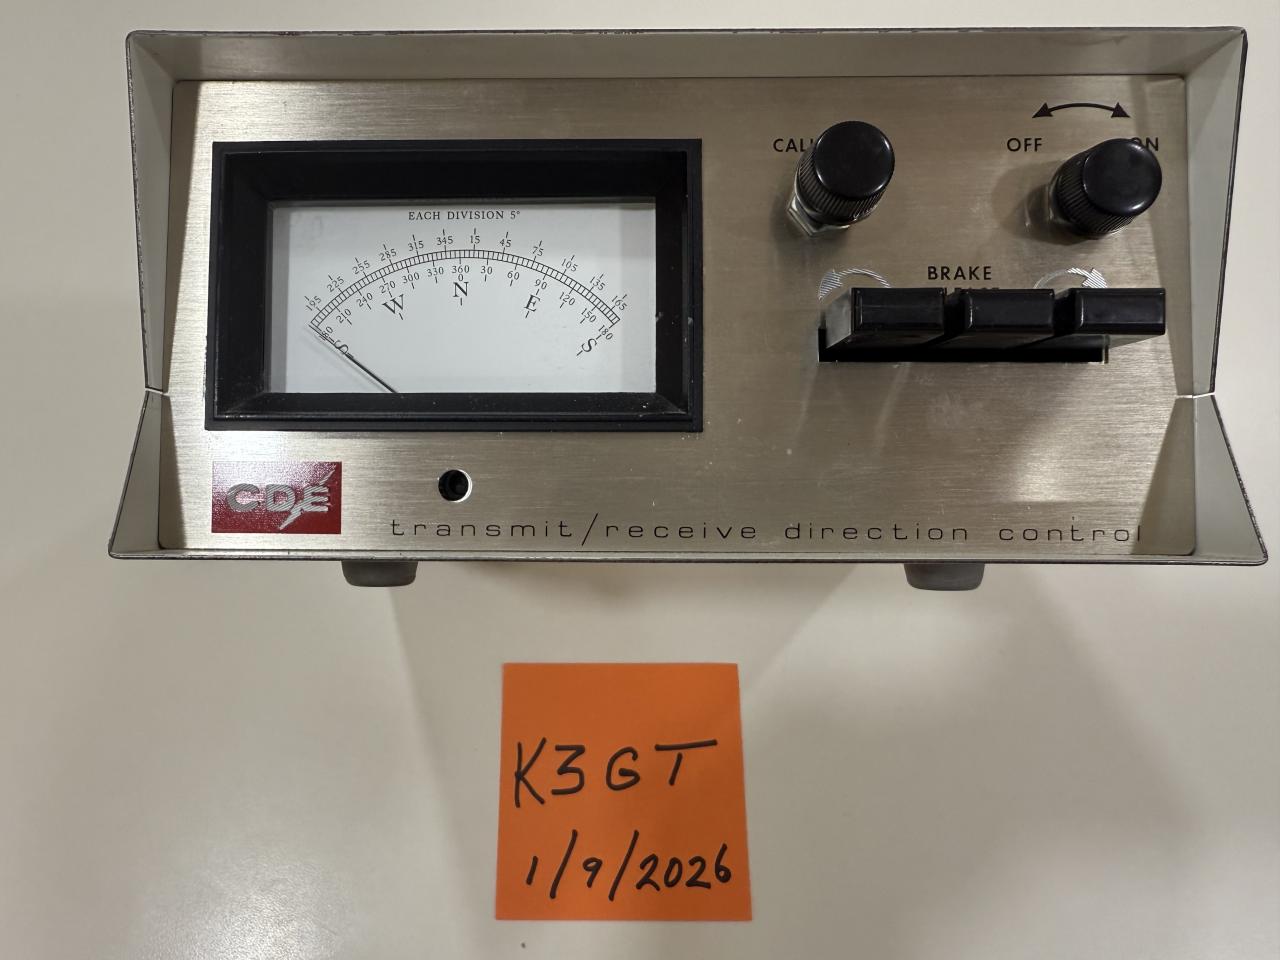 OFF ON
EACH DIVISION 5°
195 225 255 285 315 345 15 45 75 105 135 165
210 240 270 300 330 360 30 60 90 120 150 180
0
S W N E S
BRAKE
CDE
transmit/receive direction control
K3GT
1/9/2026